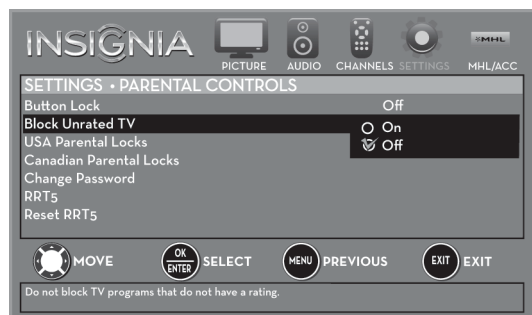 INSIGNIA
PICTURE AUDIO CHANNELS SETTINGS MHL/ACC
MHL
SETTINGS • PARENTAL CONTROLS
Button Lock Off
Block Unrated TV
On
USA Parental Locks
Off
Canadian Parental Locks
Change Password
RRT5
Reset RRT5
MOVE OK ENTER SELECT MENU PREVIOUS EXIT EXIT
Do not block TV programs that do not have a rating.